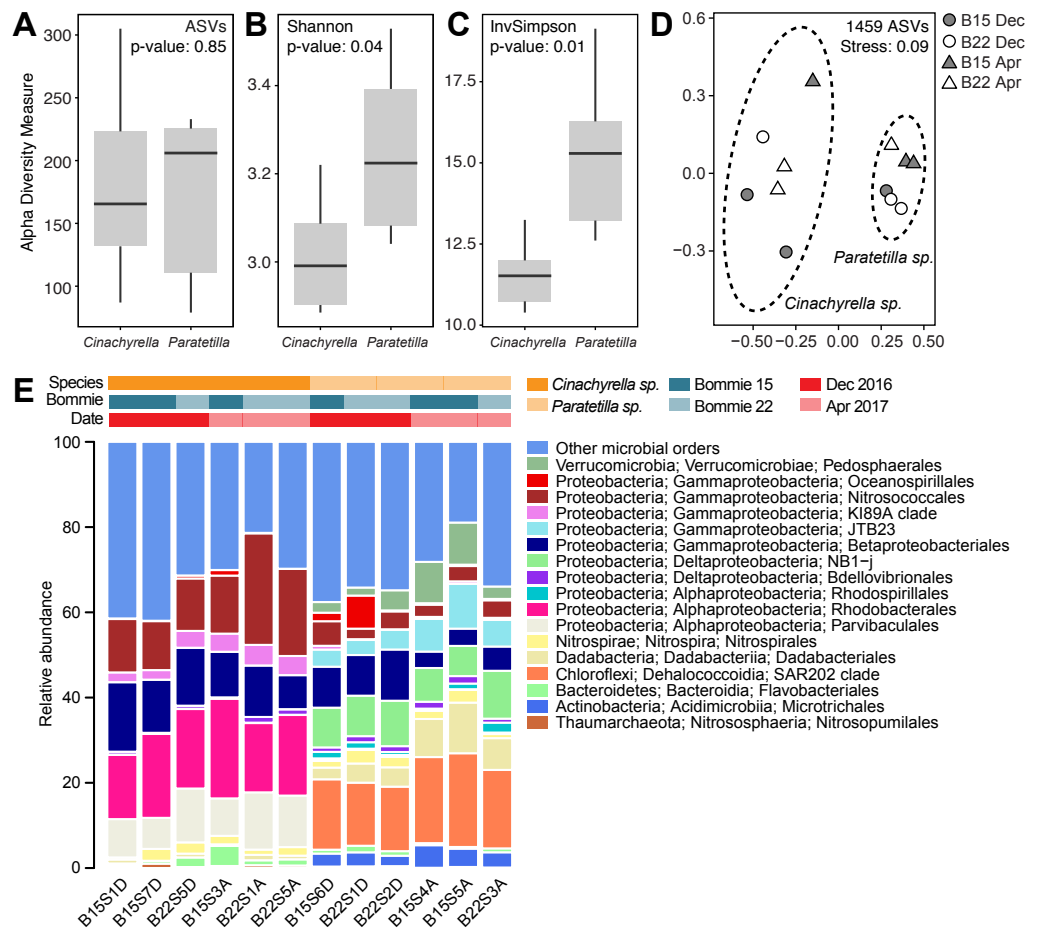 A
ASVs
p-value: 0.85
Alpha Diversity Measure
300
250
200
150
100
Cinachyrella
Paratetilla
B
Shannon
p-value: 0.04
3.4
3.2
3.0
Cinachyrella
Paratetilla
C
InvSimpson
p-value: 0.01
17.5
15.0
12.5
10.0
Cinachyrella
Paratetilla
D
1459 ASVs
Stress: 0.09
0.6
0.3
0.0
−0.3
−0.50
−0.25
0.00
0.25
0.50
Paratetilla sp.
Cinachyrella sp.
B15 Dec
B22 Dec
B15 Apr
B22 Apr
E
Species
Bommie
Date
Cinachyrella sp.
Paratetilla sp.
Bommie 15
Bommie 22
Dec 2016
Apr 2017
Relative abundance
100
80
60
40
20
0
B15S1D
B15S7D
B22S5D
B15S3A
B22S1A
B22S5A
B15S6D
B22S1D
B22S2D
B15S4A
B15S5A
B22S3A
Other microbial orders
Verrucomicrobia; Verrucomicrobiae; Pedosphaerales
Proteobacteria; Gammaproteobacteria; Oceanospirillales
Proteobacteria; Gammaproteobacteria; Nitrosococcales
Proteobacteria; Gammaproteobacteria; KI89A clade
Proteobacteria; Gammaproteobacteria; JTB23
Proteobacteria; Gammaproteobacteria; Betaproteobacteriales
Proteobacteria; Deltaproteobacteria; NB1−j
Proteobacteria; Deltaproteobacteria; Bdellovibrionales
Proteobacteria; Alphaproteobacteria; Rhodospirillales
Proteobacteria; Alphaproteobacteria; Rhodobacterales
Proteobacteria; Alphaproteobacteria; Parvibaculales
Nitrospirae; Nitrospira; Nitrospirales
Dadabacteria; Dadabacteriia; Dadabacteriales
Chloroflexi; Dehalococcoidia; SAR202 clade
Bacteroidetes; Bacteroidia; Flavobacteriales
Actinobacteria; Acidimicrobiia; Microtrichales
Thaumarchaeota; Nitrososphaeria; Nitrosopumilales